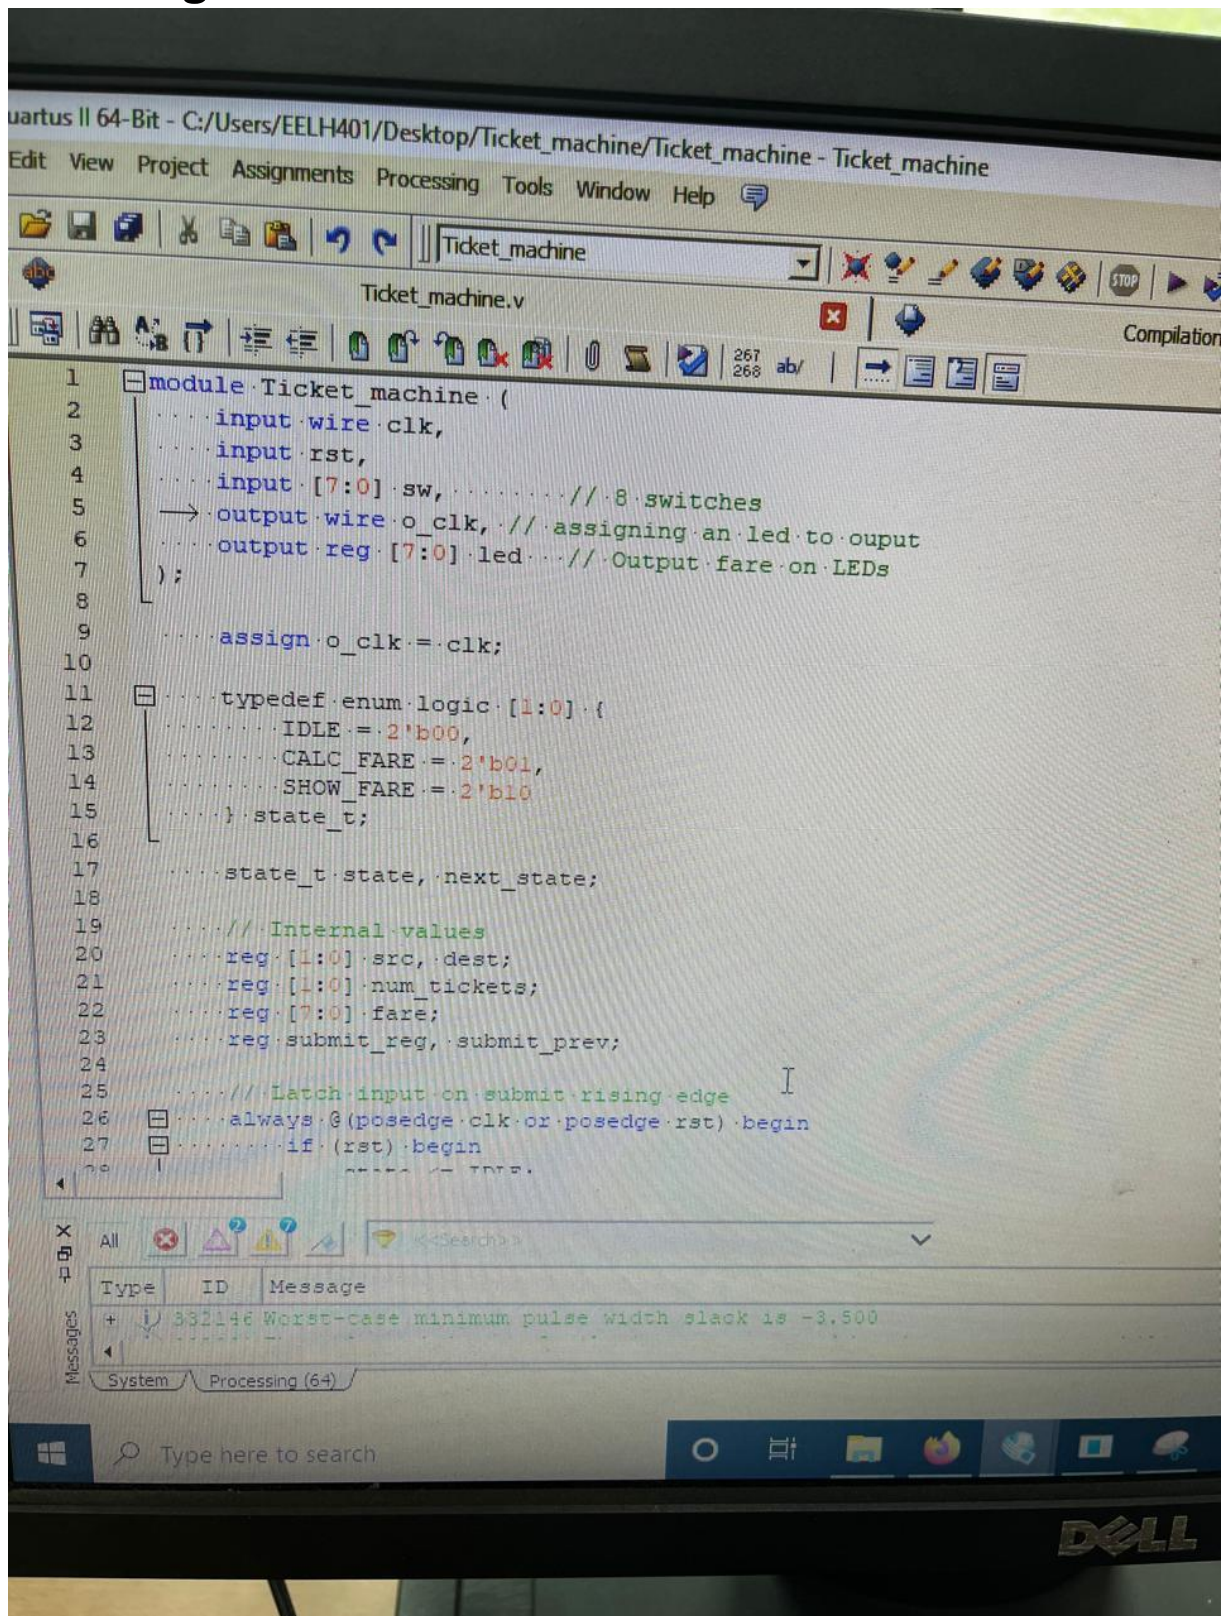 uartus II 64-Bit - C:/Users/EELH401/Desktop/Ticket_machine/Ticket_machine - Ticket_machine
Edit View Project Assignments Processing Tools Window Help
Ticket_machine
STOP
abc
Ticket_machine.v
Compilation
267
268
ab/
1 module Ticket_machine (
2 input wire clk,
3 input rst,
4 input [7:0] sw, // 8 switches
5 output wire o_clk, // assigning an led to ouput
6 output reg [7:0] led // Output fare on LEDs
7 );
8
9 assign o_clk = clk;
10
11 typedef enum logic [1:0] {
12 IDLE = 2'b00,
13 CALC_FARE = 2'b01,
14 SHOW_FARE = 2'b10
15 } state_t;
16
17 state_t state, next_state;
18
19 // Internal values
20 reg [1:0] src, dest;
21 reg [1:0] num_tickets;
22 reg [7:0] fare;
23 reg submit_reg, submit_prev;
24
25 // Latch input on submit rising edge
26 always @(posedge clk or posedge rst) begin
27 if (rst) begin
All
2
7
<<Search>>
Type ID Message
332146 Worst-case minimum pulse width slack is -3.500
Messages
System Processing (64)
Type here to search
DELL